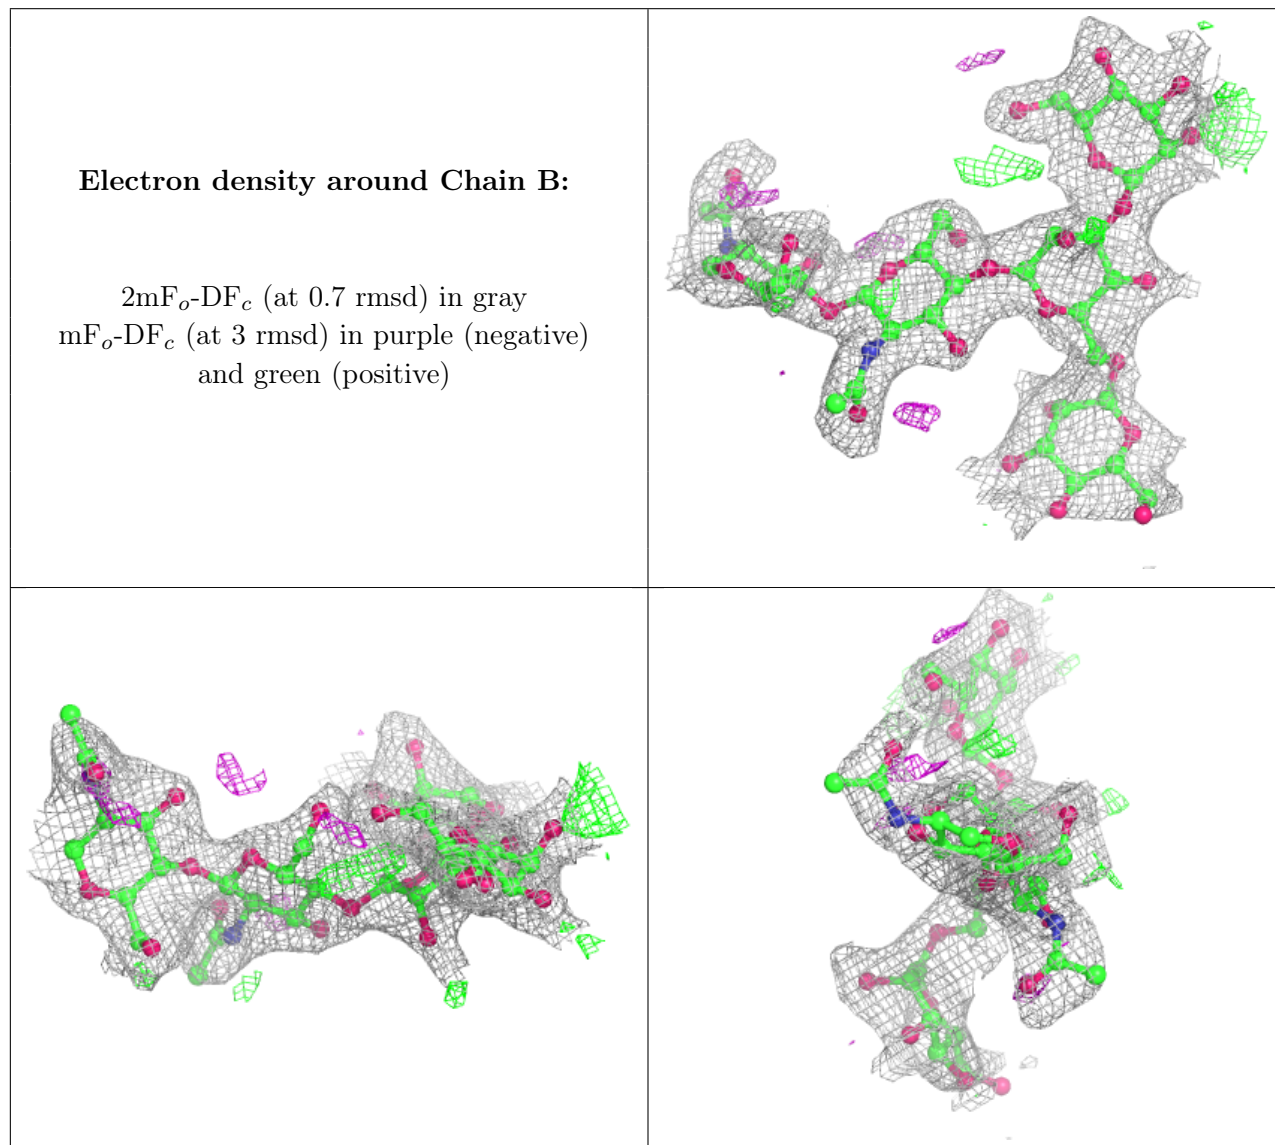 Electron density around Chain B:
2mFₒ-DF𝒸 (at 0.7 rmsd) in gray
mFₒ-DF𝒸 (at 3 rmsd) in purple (negative)
and green (positive)